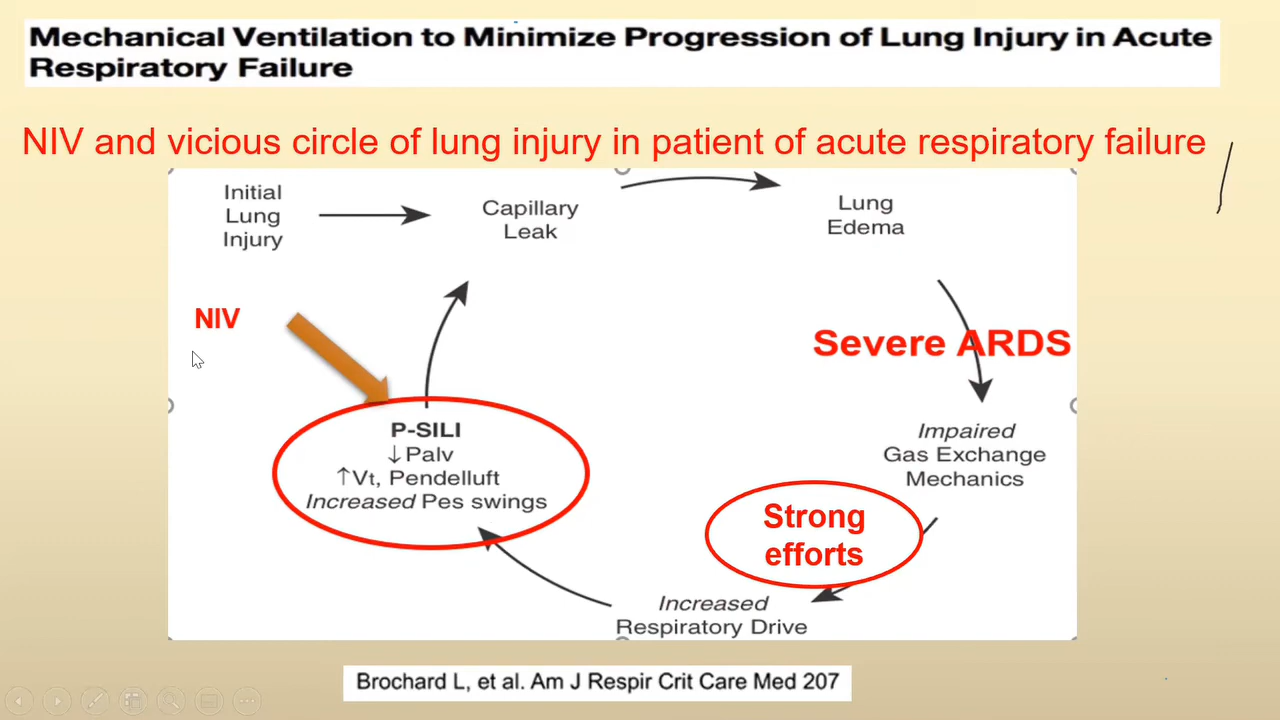 Mechanical Ventilation to Minimize Progression of Lung Injury in Acute
Respiratory Failure
NIV and vicious circle of lung injury in patient of acute respiratory failure
Initial
Lung
Injury
Capillary
Leak
Lung
Edema
NIV
Severe ARDS
P-SILI
↓Palv
↑Vt, Pendelluft
Increased Pes swings
Impaired
Gas Exchange
Mechanics
Strong
efforts
Increased
Respiratory Drive
Brochard L, et al. Am J Respir Crit Care Med 207